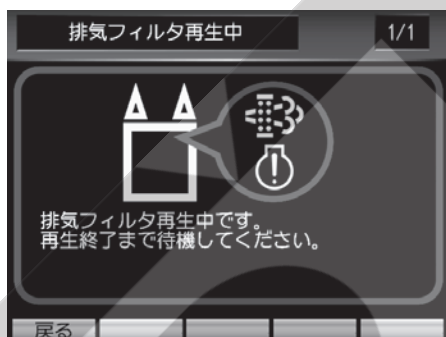 排気フィルタ再生中
1/1
排気フィルタ再生中です。
再生終了まで待機してください。
戻る